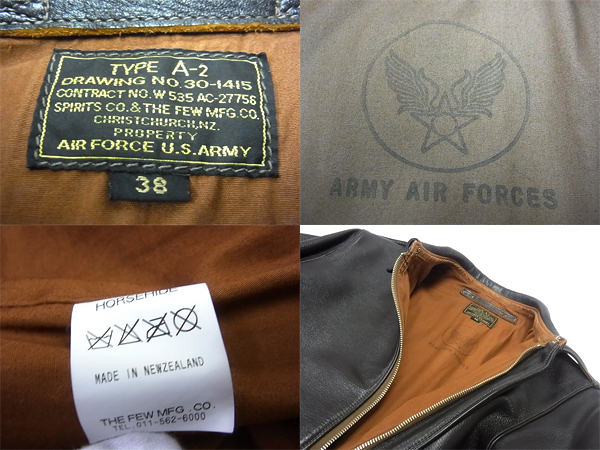 TYPE A-2
DRAWING NO. 30-1415
CONTRACT NO. W 535 AC-27756
SPIRITS CO. & THE FEW MFG. CO.
CHRISTCHURCH, NZ.
PROPERTY
AIR FORCE U.S. ARMY
38
ARMY AIR FORCES
HORSEHIDE
MADE IN NEWZEALAND
THE FEW MFG. CO.
TEL. 011-562-6000